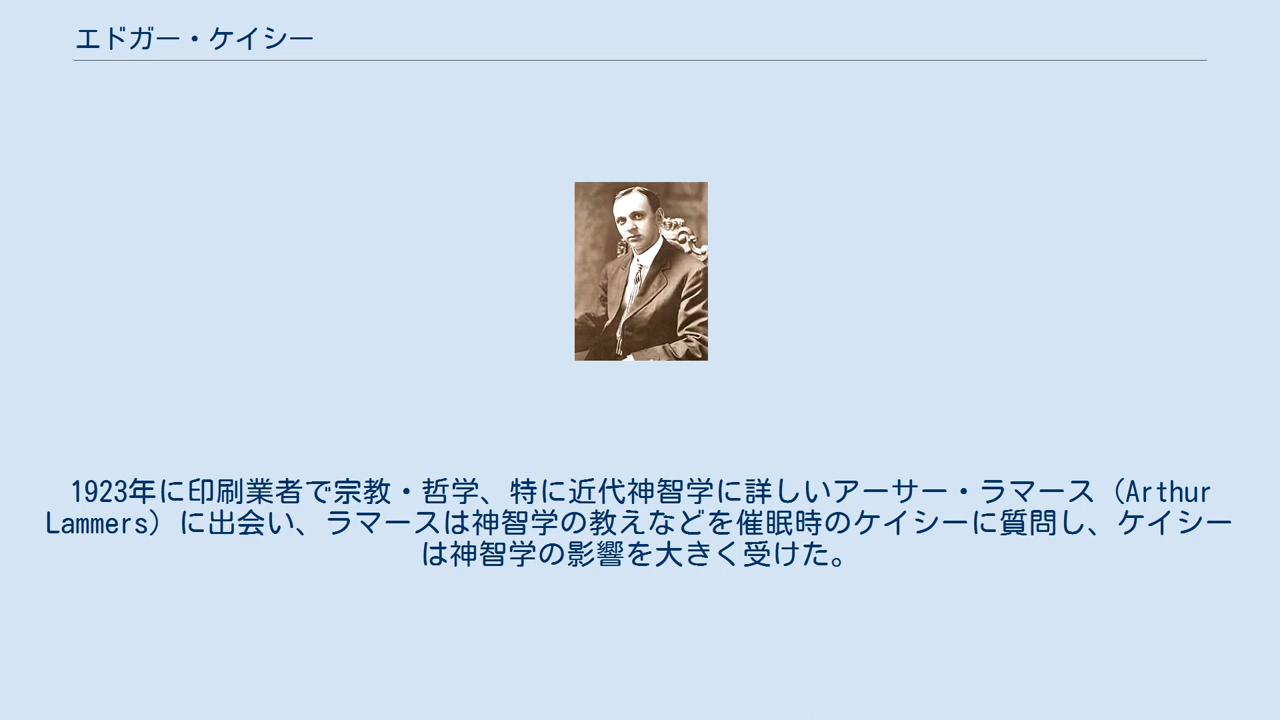 エドガー・ケイシー
1923年に印刷業者で宗教・哲学、特に近代神智学に詳しいアーサー・ラマース（Arthur
Lammers）に出会い、ラマースは神智学の教えなどを催眠時のケイシーに質問し、ケイシー
は神智学の影響を大きく受けた。